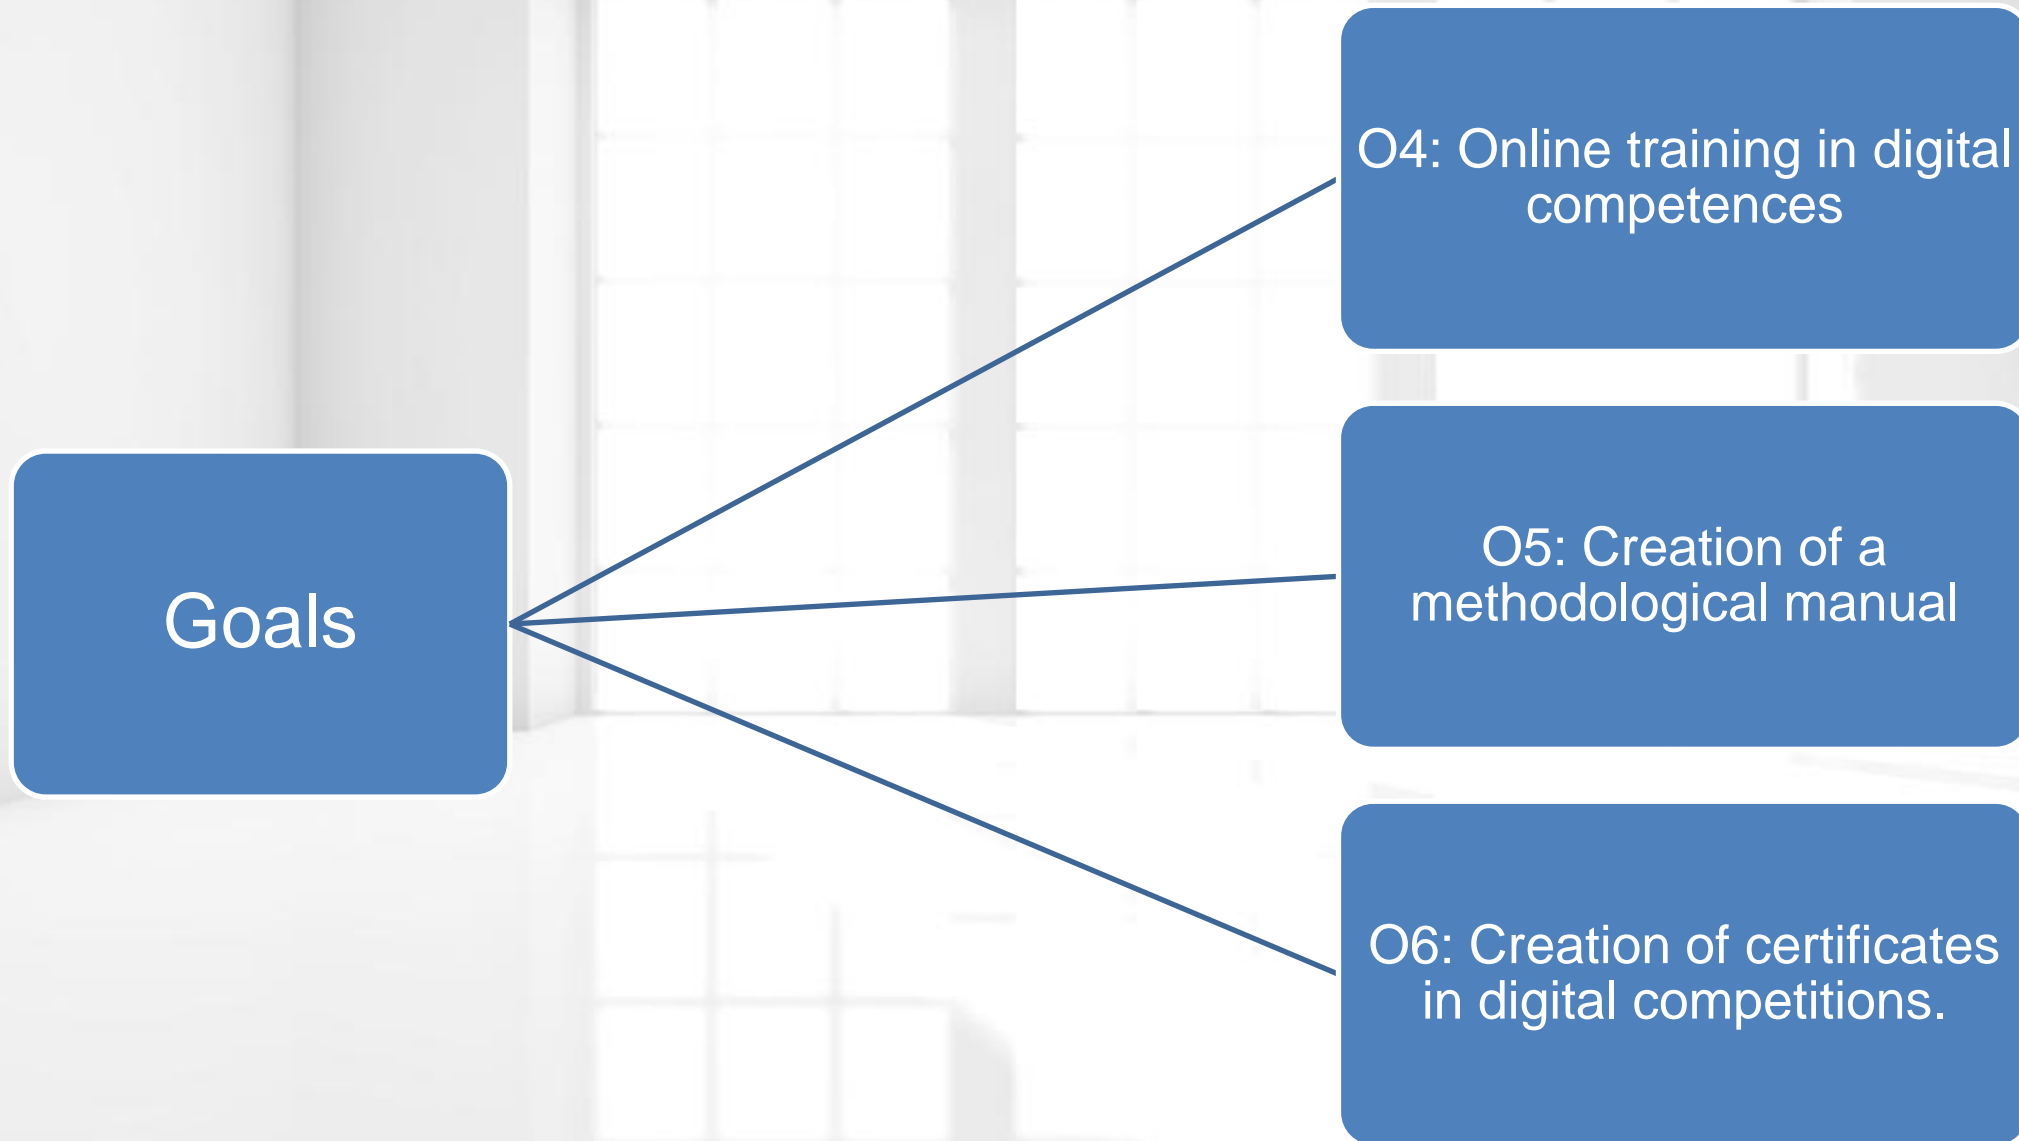 Goals
O4: Online training in digital
competences
O5: Creation of a
methodological manual
O6: Creation of certificates
in digital competitions.